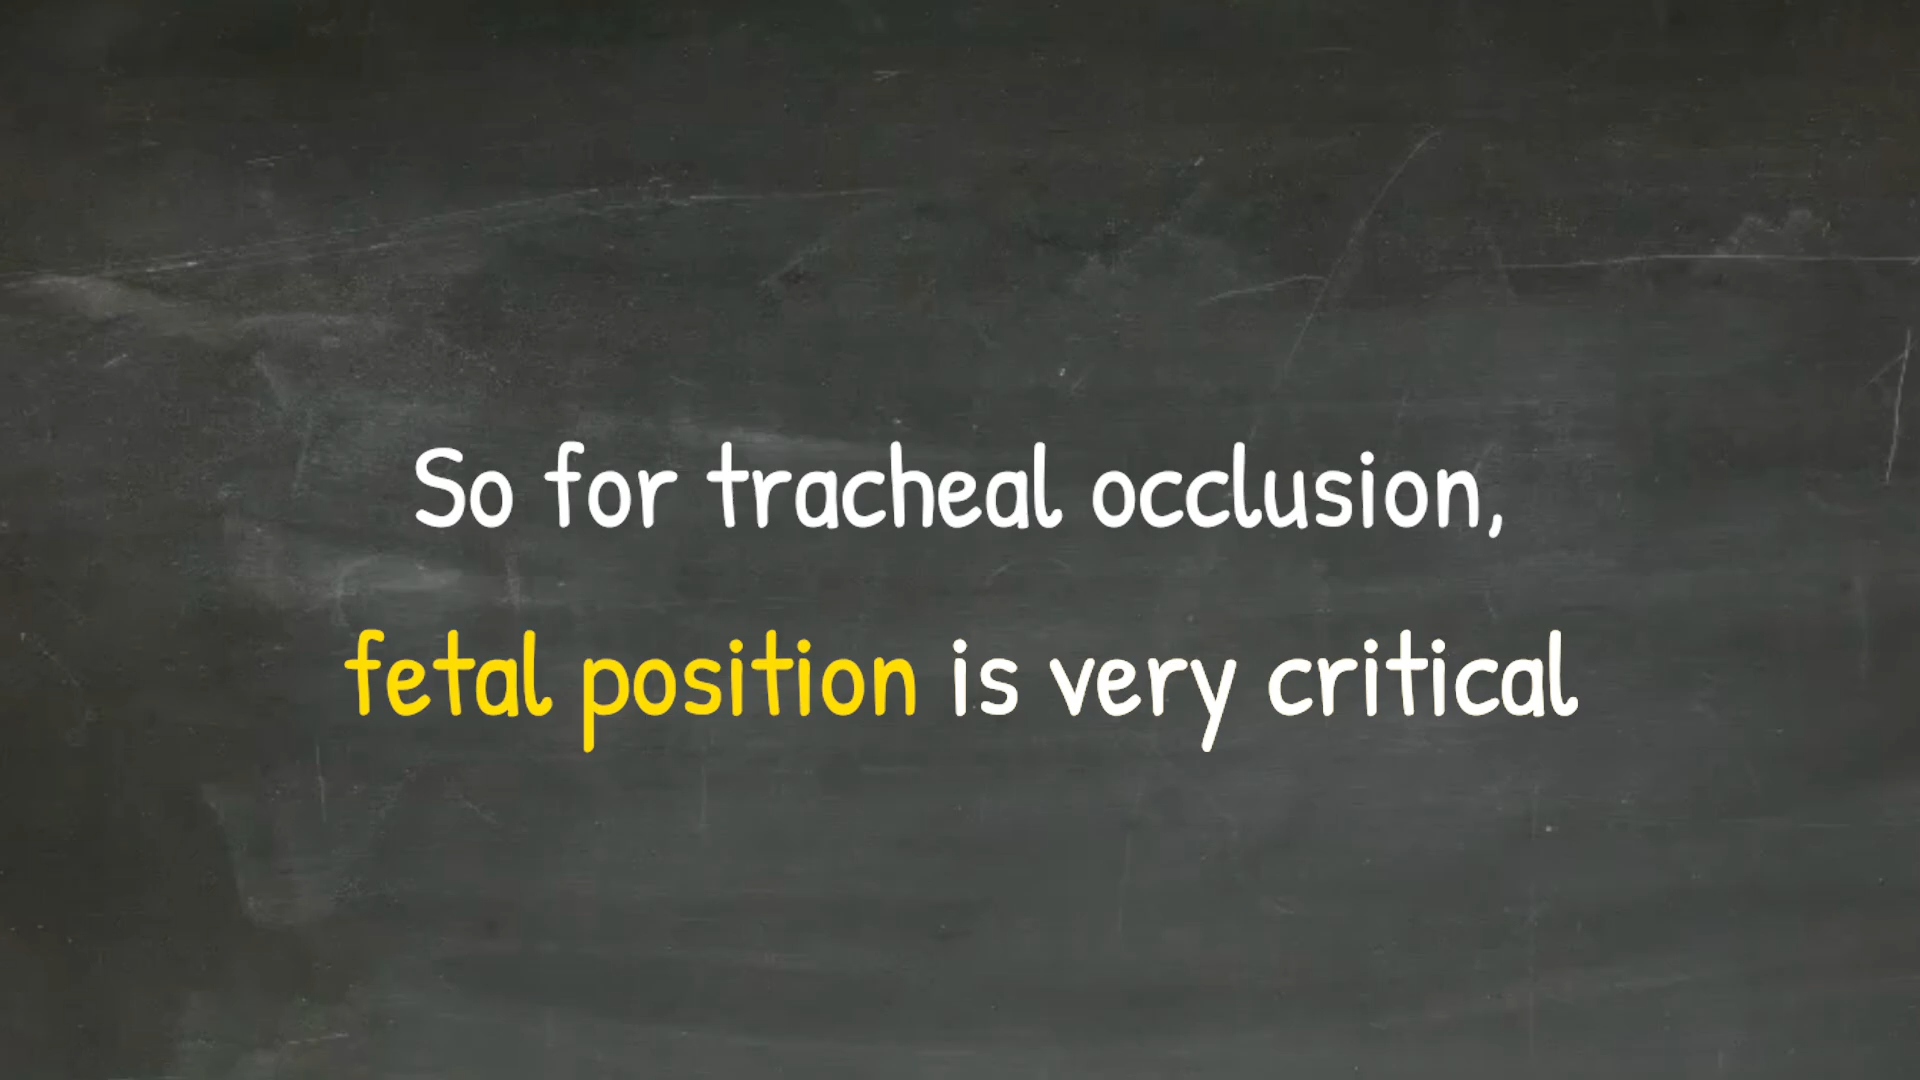 So for tracheal occlusion,
fetal position is very critical